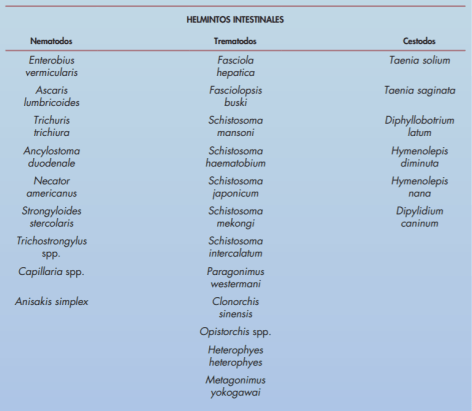 HELMINTOS INTESTINALES
Nematodos Trematodos Cestodos
Enterobius
vermicularis
Fasciola
hepatica
Taenia solium
Ascaris
lumbricoides
Fasciolopsis
buski
Taenia saginata
Trichuris
trichiura
Schistosoma
mansoni
Diphyllobotrium
latum
Ancylostoma
duodenale
Schistosoma
haematobium
Hymenolepis
diminuta
Necator
americanus
Schistosoma
japonicum
Hymenolepis
nana
Strongyloides
stercolaris
Schistosoma
mekongi
Dipylidium
caninum
Trichostrongylus
spp.
Schistosoma
intercalatum
Capillaria spp.
Paragonimus
westermani
Anisakis simplex
Clonorchis
sinensis
Opistorchis spp.
Heterophyes
heterophyes
Metagonimus
yokogawai